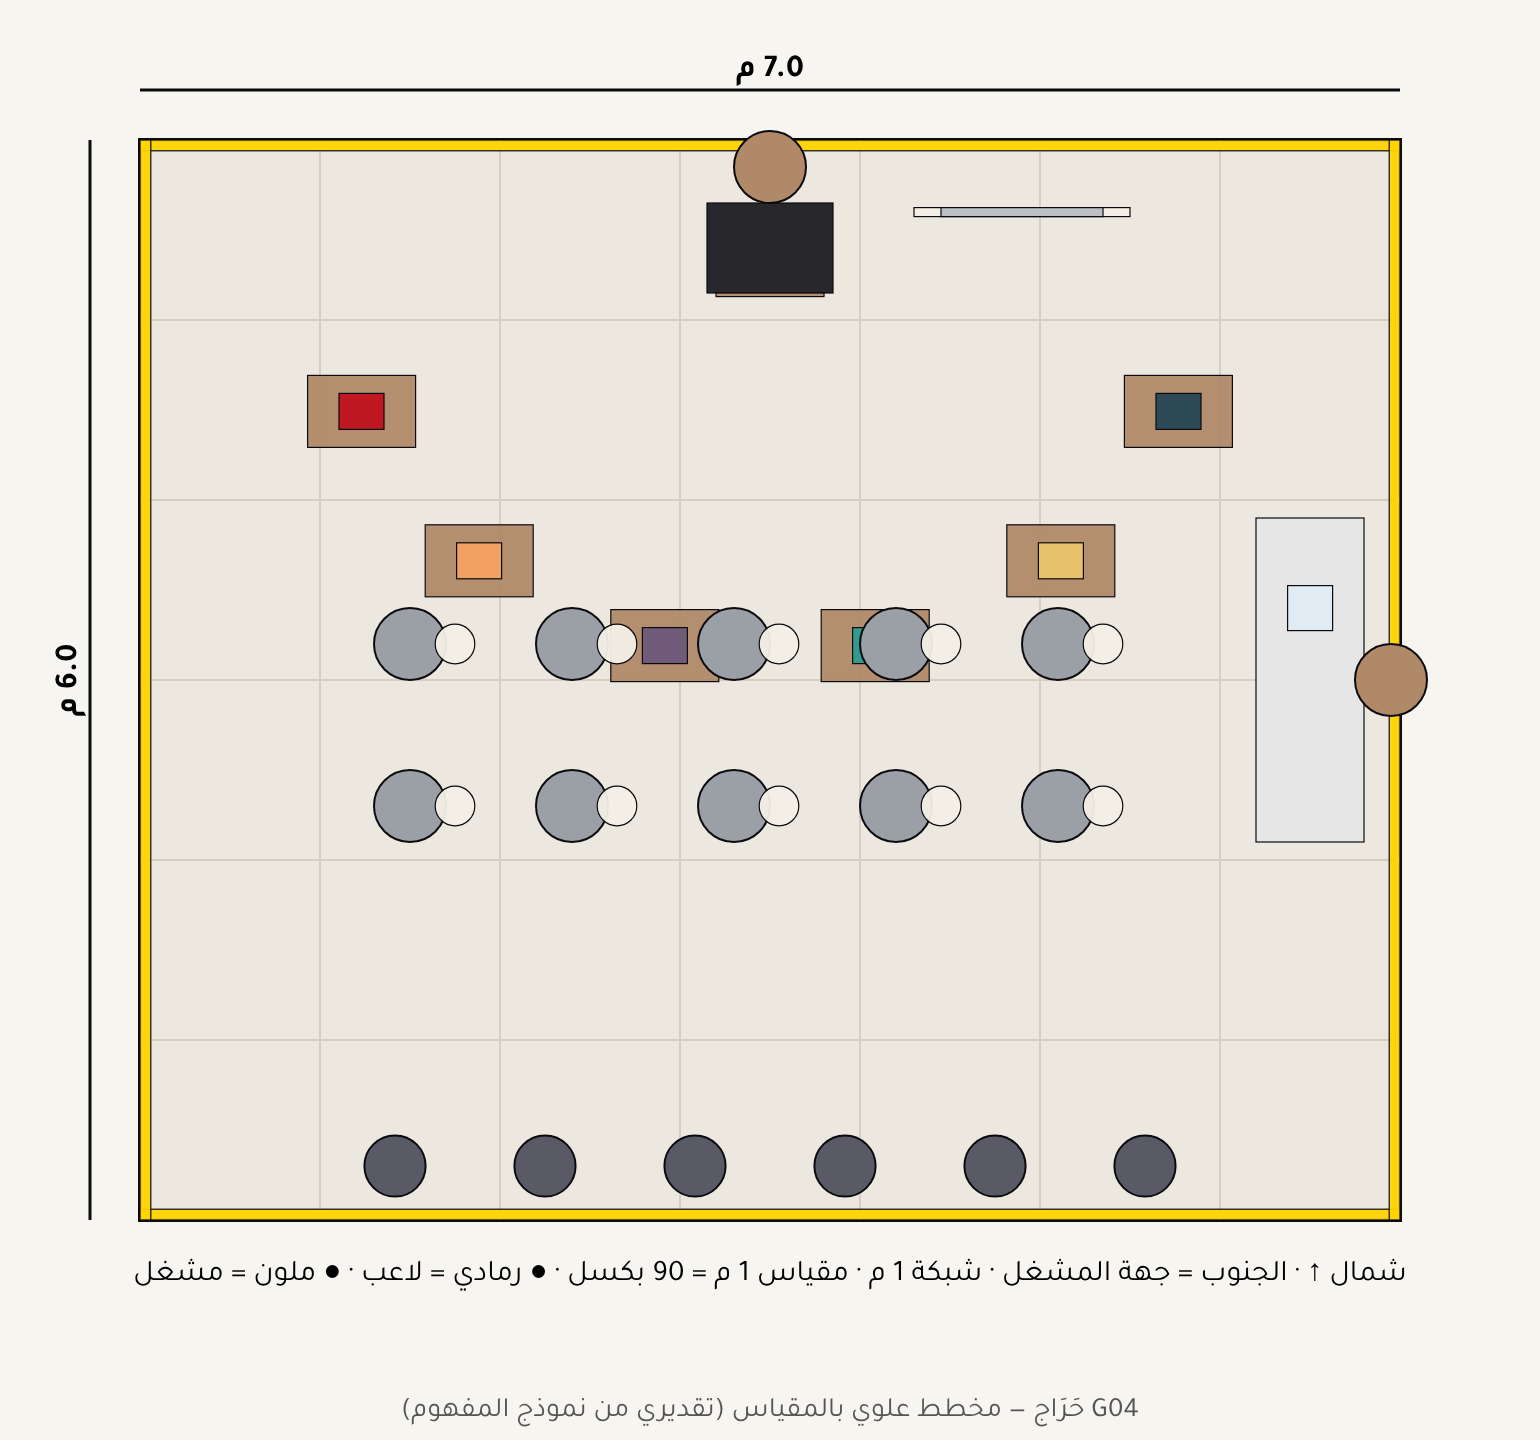 7.0 م
6.0 م
شمال ↑ · الجنوب = جهة المشغل · شبكة 1 م · مقياس 1 م = 90 بكسل · ● رمادي = لاعب · ● ملون = مشغل
G04 حَرَاج — مخطط علوي بالمقياس (تقديري من نموذج المفهوم)